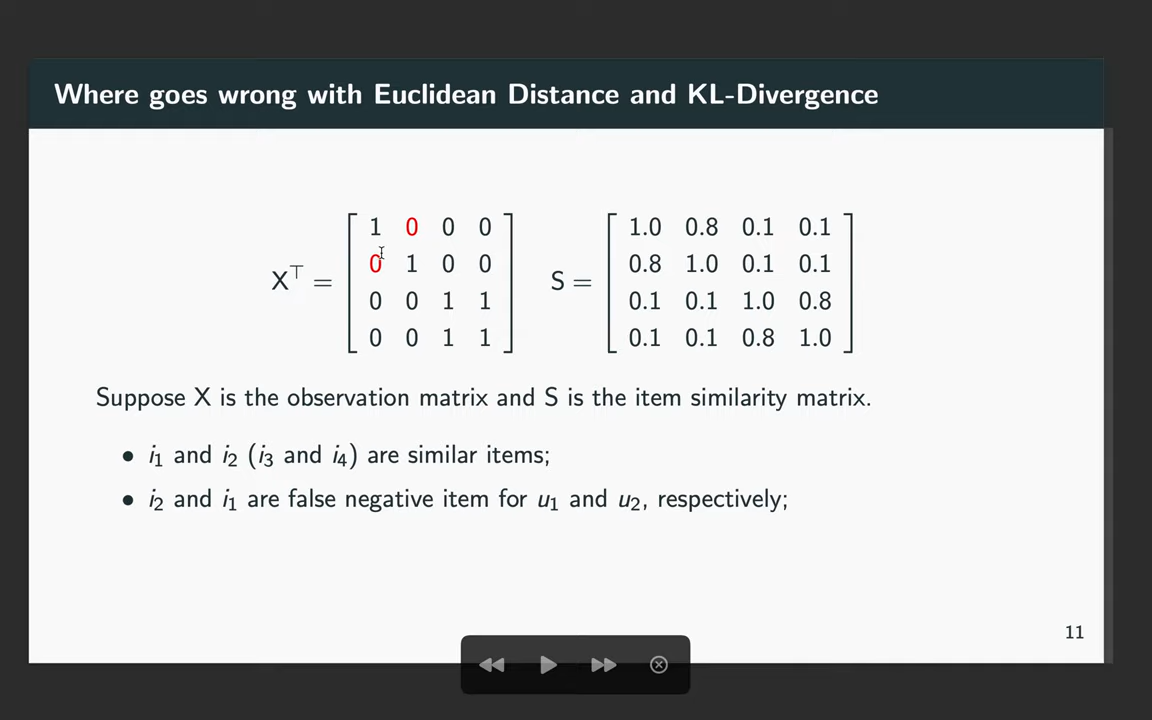 Where goes wrong with Euclidean Distance and KL-Divergence
X⊤ = [ 1 0 0 0 ] S = [ 1.0 0.8 0.1 0.1 ]
[ 0 1 0 0 ] [ 0.8 1.0 0.1 0.1 ]
[ 0 0 1 1 ] [ 0.1 0.1 1.0 0.8 ]
[ 0 0 1 1 ] [ 0.1 0.1 0.8 1.0 ]
Suppose X is the observation matrix and S is the item similarity matrix.
• i₁ and i₂ (i₃ and i₄) are similar items;
• i₂ and i₁ are false negative item for u₁ and u₂, respectively;
11